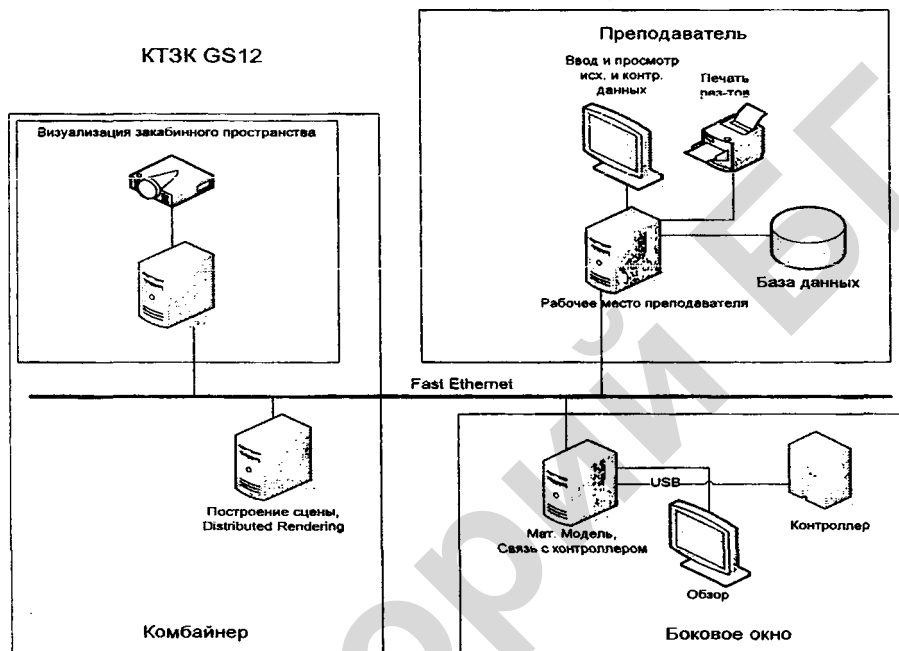 КТЗК GS12
Преподаватель
Ввод и просмотр
исх. и контр.
данных
Печать
рез-тов
Визуализация закабинного пространства
База данных
Рабочее место преподавателя
Fast Ethernet
Построение сцены,
Distributed Rendering
USB
Мат. Модель,
Связь с контроллером
Контроллер
Обзор
Комбайнер
Боковое окно